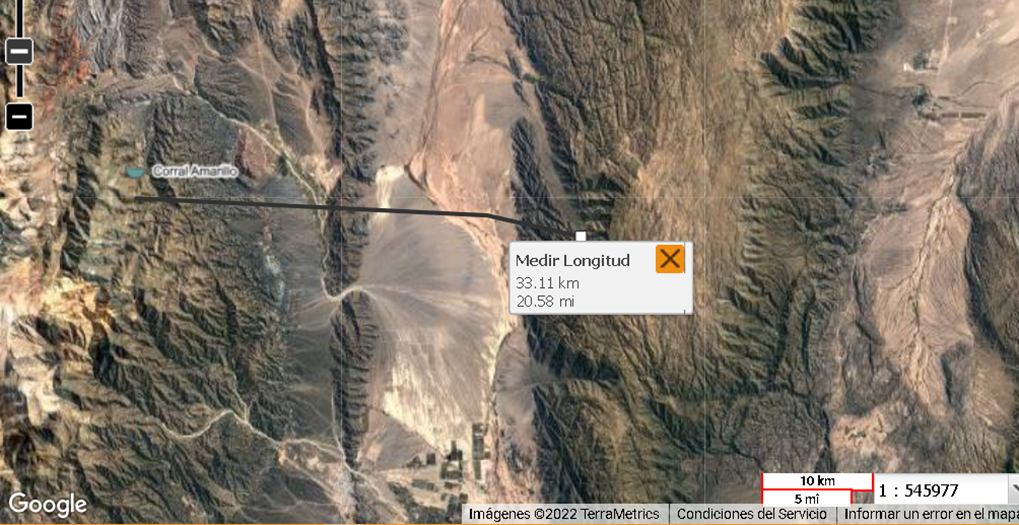 Corral Amarillo
Medir Longitud
33.11 km
20.58 mi
10 km
5 mi
1 : 545977
Google
Imágenes ©2022 TerraMetrics
Condiciones del Servicio
Informar un error en el mapa